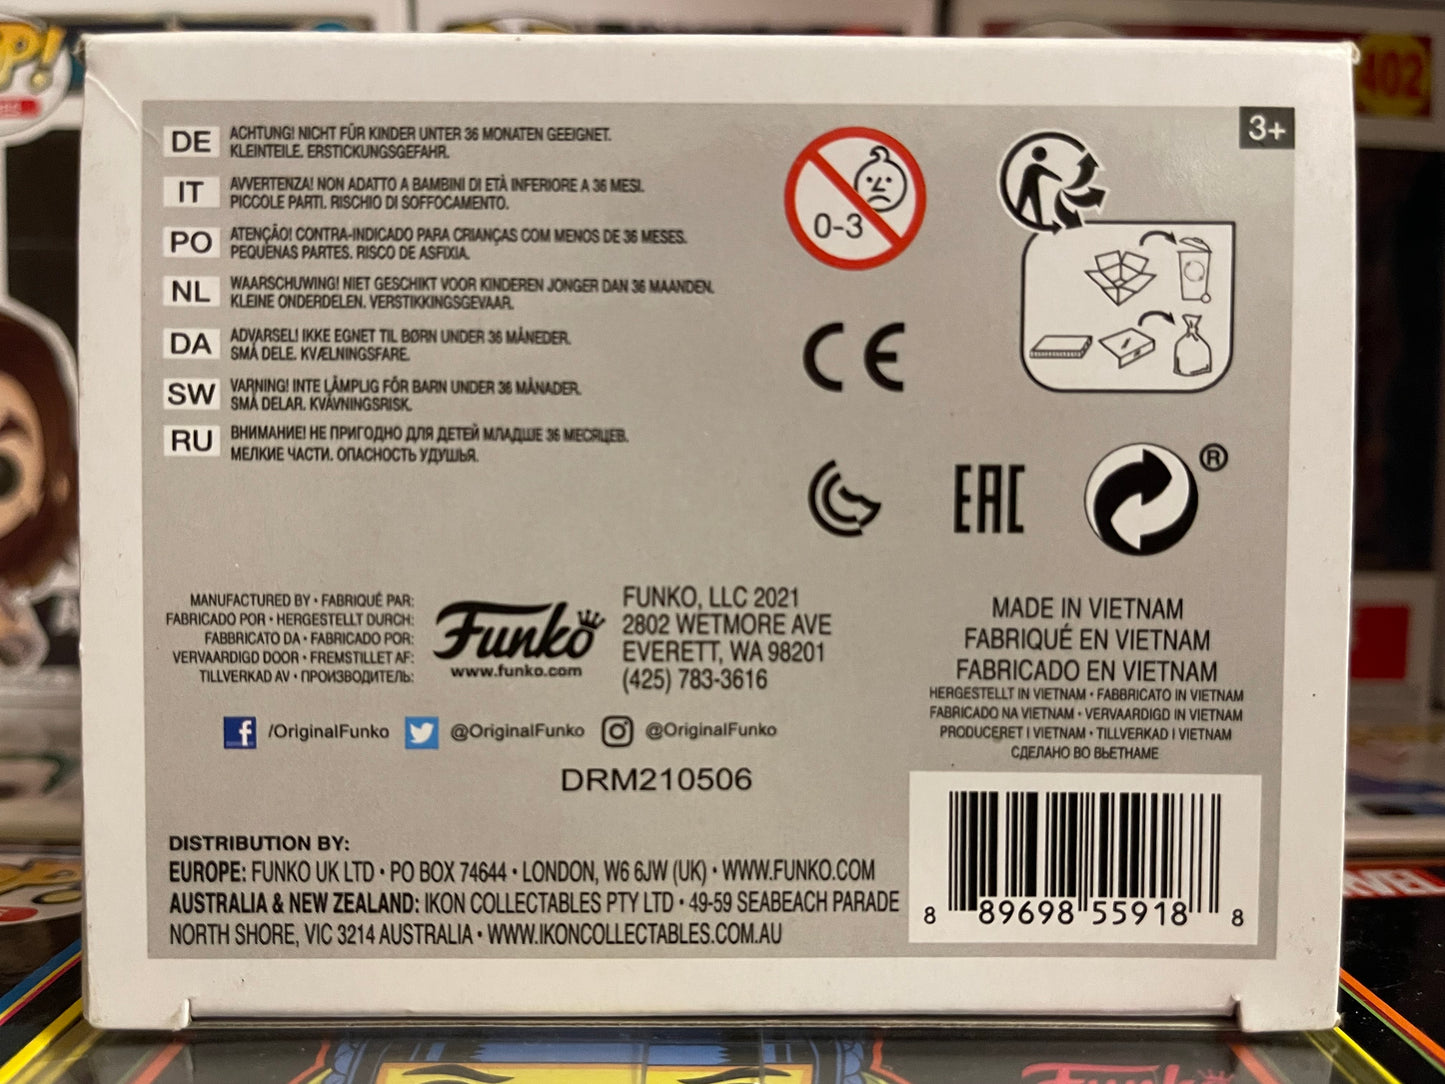 P!
402
3+
DE ACHTUNG! NICHT FÜR KINDER UNTER 36 MONATEN GEEIGNET.
KLEINTEILE. ERSTICKUNGSGEFAHR.
IT AVVERTENZA! NON ADATTO A BAMBINI DI ETÀ INFERIORE A 36 MESI.
PICCOLE PARTI. RISCHIO DI SOFFOCAMENTO.
PO ATENÇÃO! CONTRA-INDICADO PARA CRIANÇAS COM MENOS DE 36 MESES.
PEQUENAS PARTES. RISCO DE ASFIXIA.
NL WAARSCHUWING! NIET GESCHIKT VOOR KINDEREN JONGER DAN 36 MAANDEN.
KLEINE ONDERDELEN. VERSTIKKINGSGEVAAR.
DA ADVARSEL! IKKE EGNET TIL BØRN UNDER 36 MÅNEDER.
SMÅ DELE. KVÆLNINGSFARE.
SW VARNING! INTE LÄMPLIG FÖR BARN UNDER 36 MÅNADER.
SMÅ DELAR. KVÄVNINGSRISK.
RU ВНИМАНИЕ! НЕ ПРИГОДНО ДЛЯ ДЕТЕЙ МЛАДШЕ 36 МЕСЯЦЕВ.
МЕЛКИЕ ЧАСТИ. ОПАСНОСТЬ УДУШЬЯ.
0-3
CE
EAC
®
MANUFACTURED BY • FABRIQUÉ PAR:
FABRICADO POR • HERGESTELLT DURCH:
FABBRICATO DA • FABRICADO POR:
VERVAARDIGD DOOR • FREMSTILLET AF:
TILLVERKAD AV • ПРОИЗВОДИТЕЛЬ:
Funko
www.funko.com
FUNKO, LLC 2021
2802 WETMORE AVE
EVERETT, WA 98201
(425) 783-3616
MADE IN VIETNAM
FABRIQUÉ EN VIETNAM
FABRICADO EN VIETNAM
HERGESTELLT IN VIETNAM • FABBRICATO IN VIETNAM
FABRICADO NA VIETNAM • VERVAARDIGD IN VIETNAM
PRODUCERET I VIETNAM • TILLVERKAD I VIETNAM
СДЕЛАНО ВО ВЬЕТНАМЕ
f /OriginalFunko @OriginalFunko @OriginalFunko
DRM210506
DISTRIBUTION BY:
EUROPE: FUNKO UK LTD • PO BOX 74644 • LONDON, W6 6JW (UK) • WWW.FUNKO.COM
AUSTRALIA & NEW ZEALAND: IKON COLLECTABLES PTY LTD • 49-59 SEABEACH PARADE
NORTH SHORE, VIC 3214 AUSTRALIA • WWW.IKONCOLLECTABLES.COM.AU
8 89698 55918 8
Funko